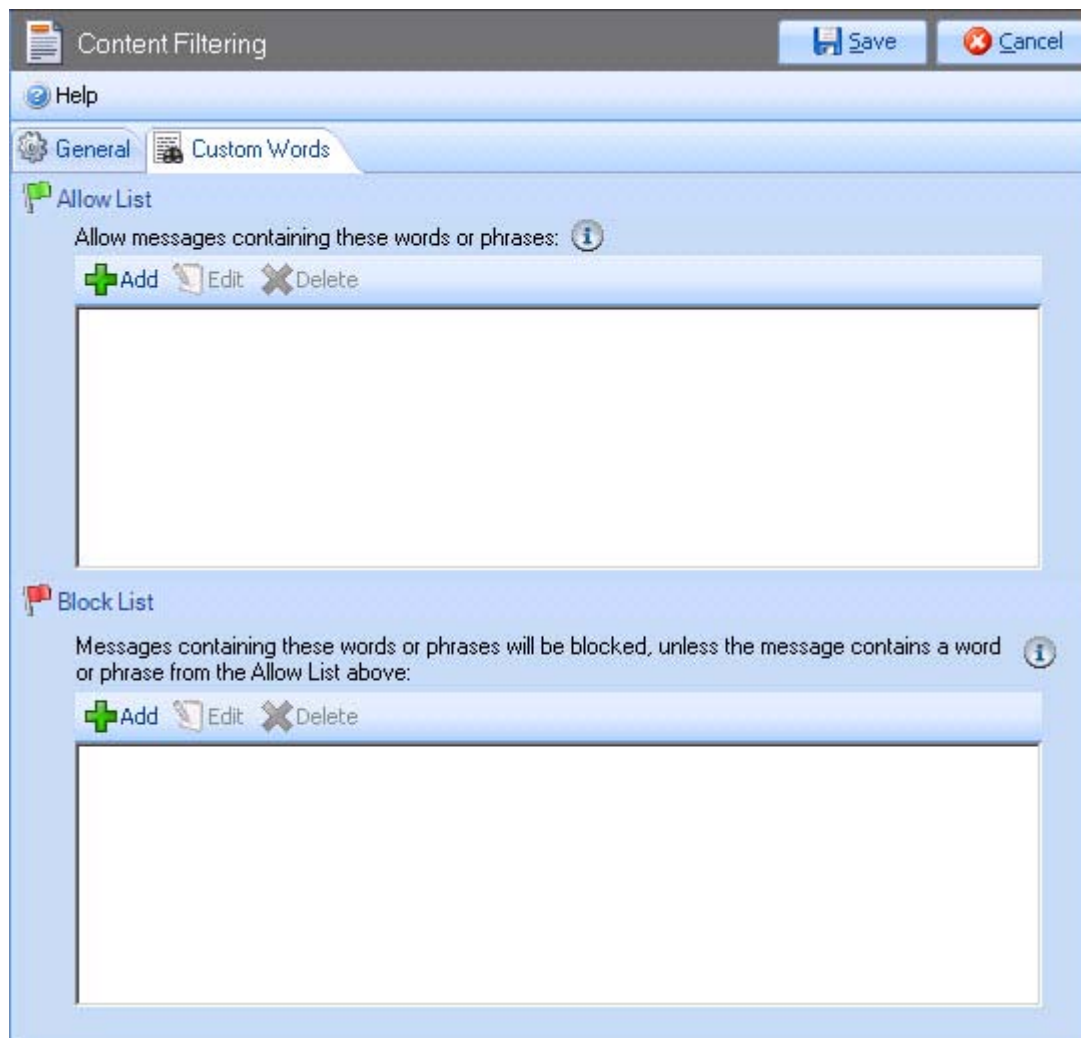 Content Filtering
Save
Cancel
Help
General
Custom Words
Allow List
Allow messages containing these words or phrases:
Add Edit Delete
Block List
Messages containing these words or phrases will be blocked, unless the message contains a word
or phrase from the Allow List above:
Add Edit Delete